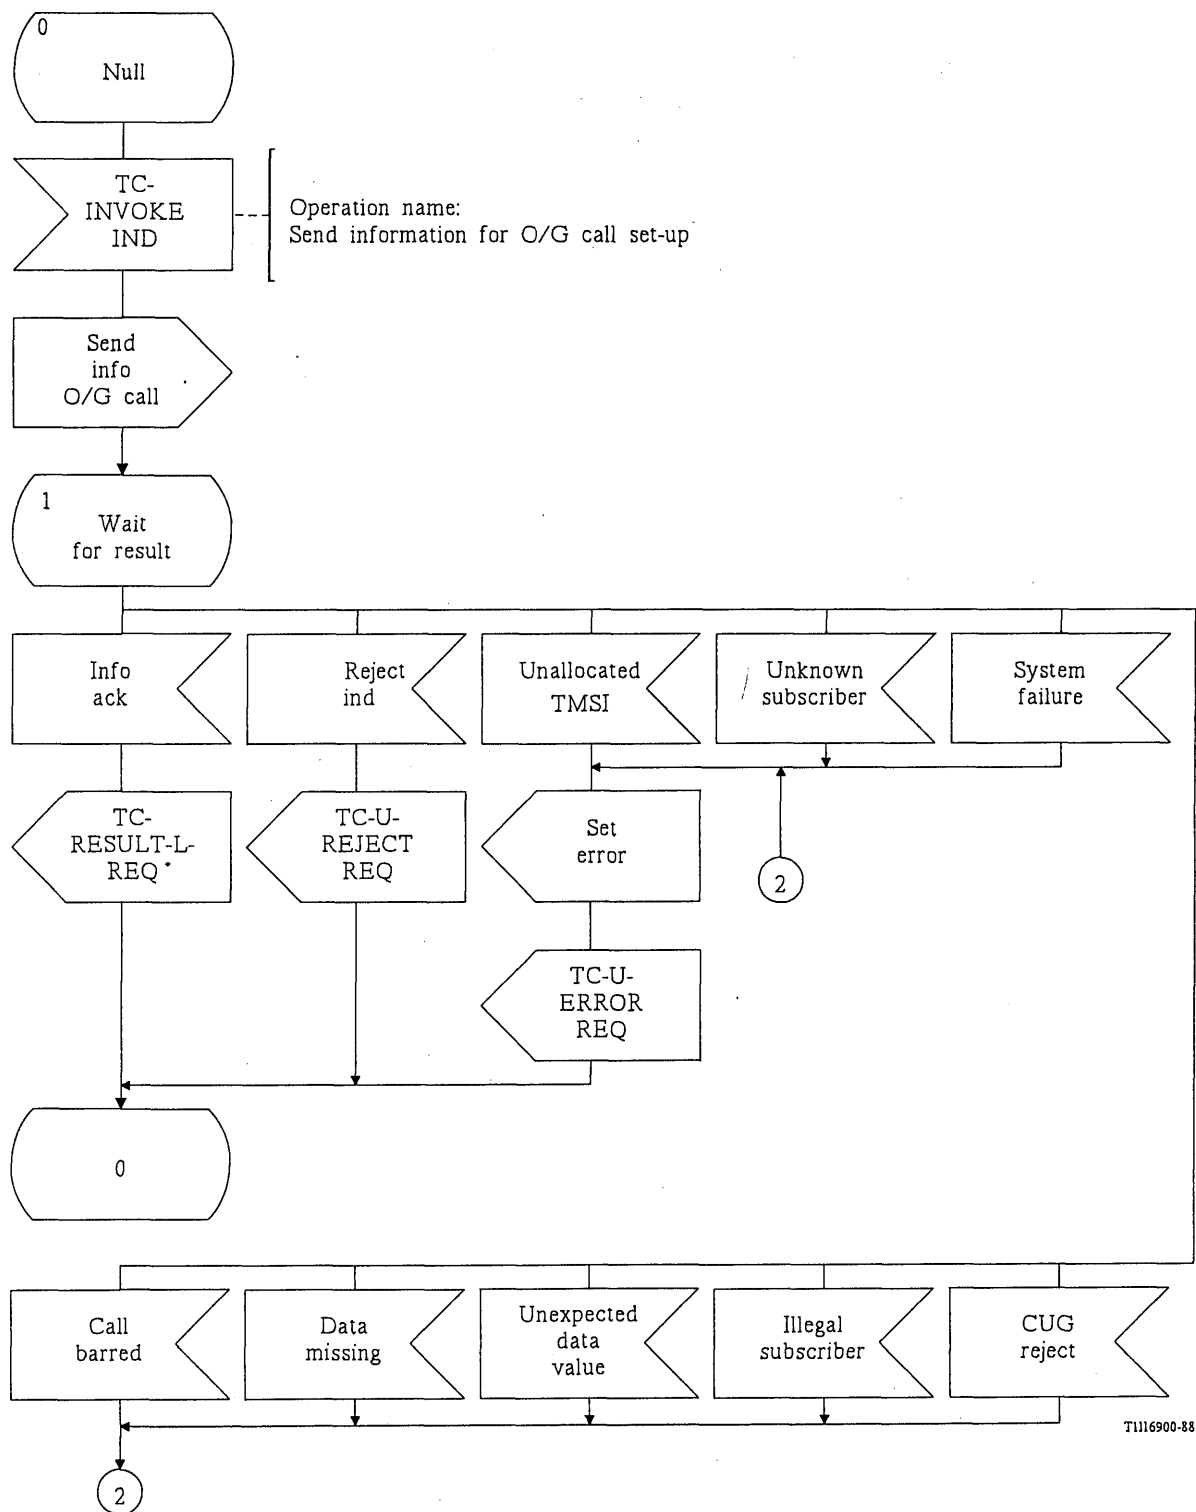 0
Null
TC-
INVOKE
IND
Operation name:
Send information for O/G call set-up
Send
info
O/G call
1
Wait
for result
Info
ack
Reject
ind
Unallocated
TMSI
Unknown
subscriber
System
failure
TC-
RESULT-L-
REQ
TC-U-
REJECT
REQ
Set
error
2
TC-U-
ERROR
REQ
0
Call
barred
Data
missing
Unexpected
data
value
Illegal
subscriber
CUG
reject
T1116900-88
2